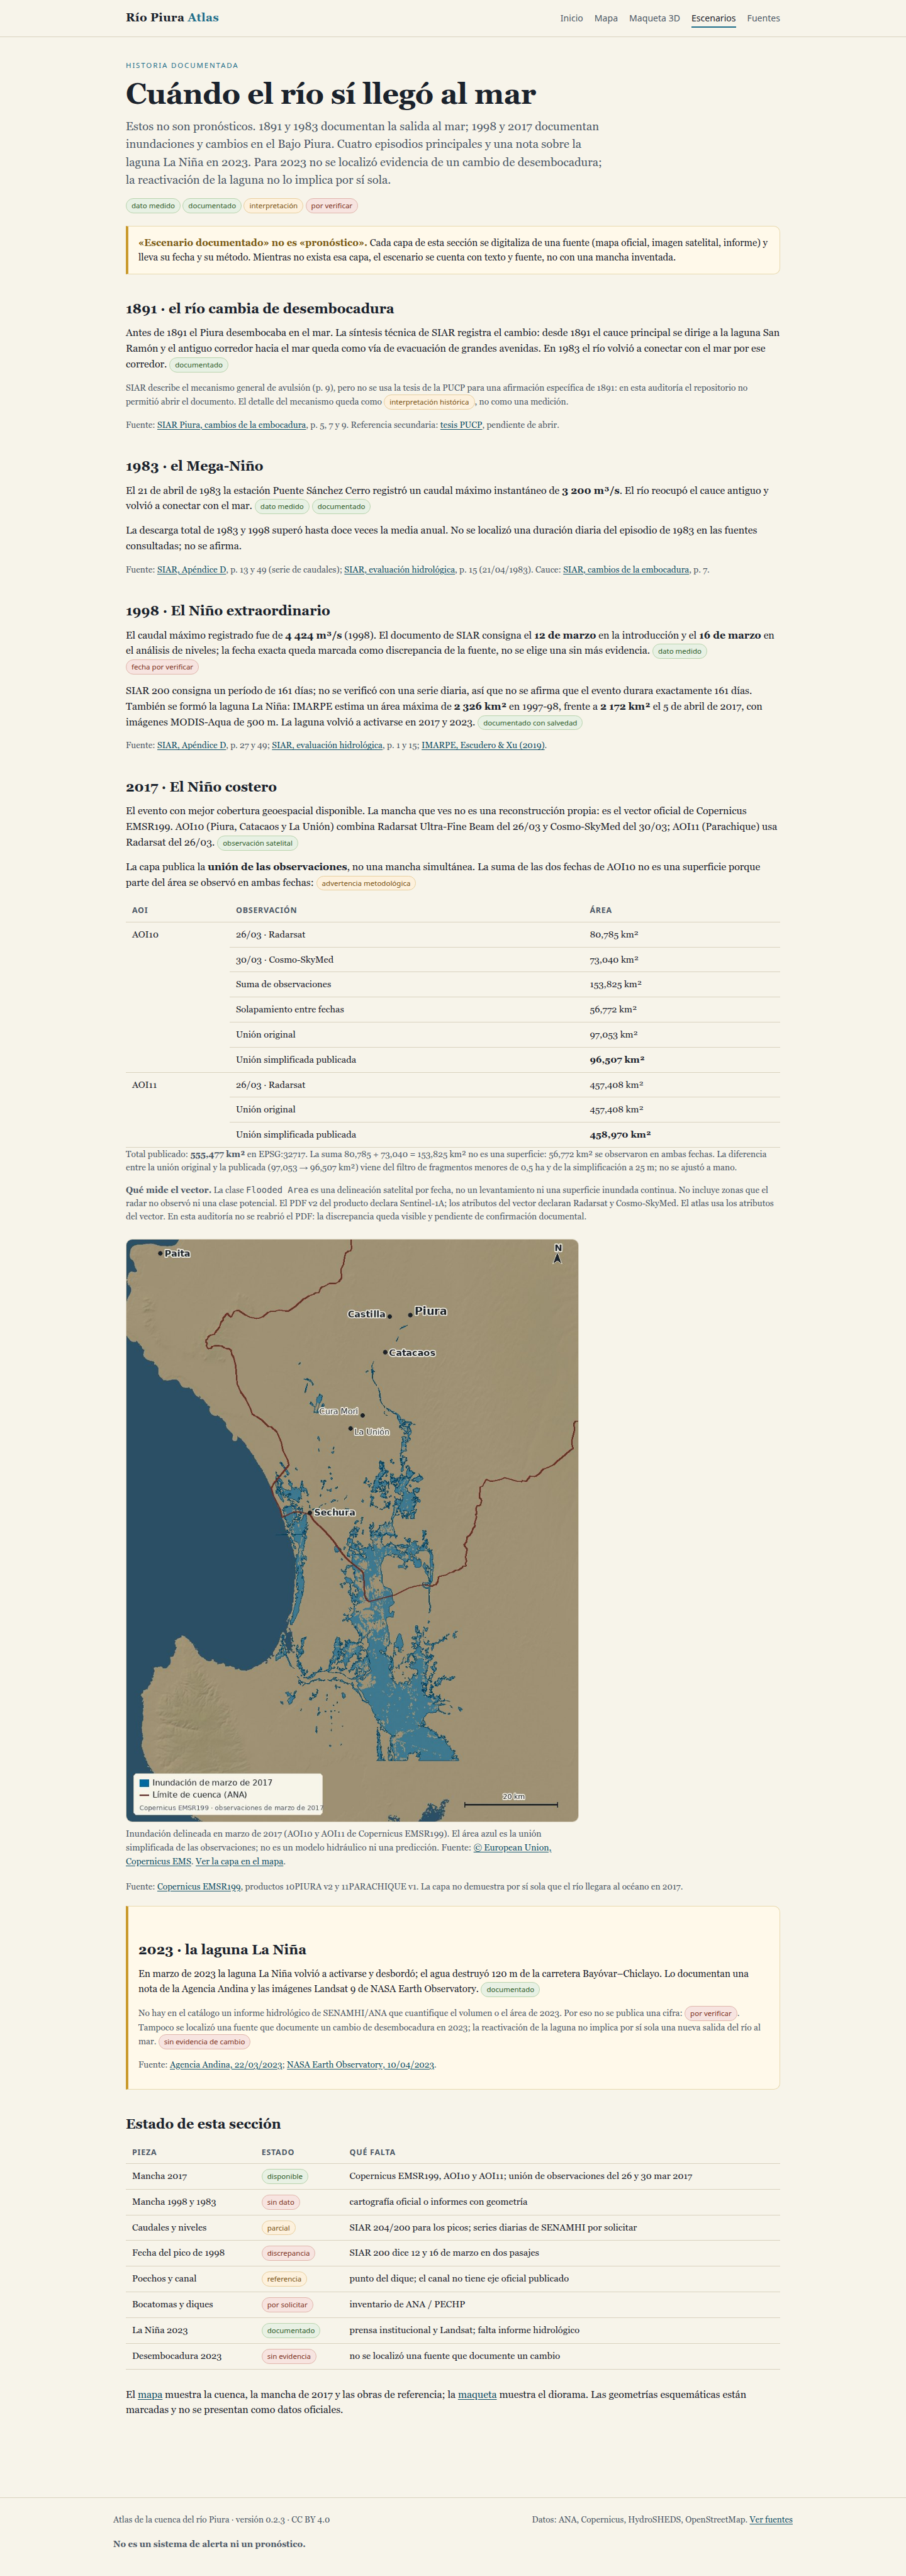 Río Piura Atlas
Inicio Mapa Maqueta 3D Escenarios Fuentes
HISTORIA DOCUMENTADA
Cuándo el río sí llegó al mar
Estos no son pronósticos. 1891 y 1983 documentan la salida al mar; 1998 y 2017 documentan
inundaciones y cambios en el Bajo Piura. Cuatro episodios principales y una nota sobre la
laguna La Niña en 2023. Para 2023 no se localizó evidencia de un cambio de desembocadura;
la reactivación de la laguna no lo implica por sí sola.
dato medido documentado interpretación por verificar
«Escenario documentado» no es «pronóstico». Cada capa de esta sección se digitaliza de una fuente (mapa oficial, imagen satelital, informe) y
lleva su fecha y su método. Mientras no exista esa capa, el escenario se cuenta con texto y fuente, no con una mancha inventada.
1891 · el río cambia de desembocadura
Antes de 1891 el Piura desembocaba en el mar. La síntesis técnica de SIAR registra el cambio: desde 1891 el cauce principal se dirige a la laguna San
Ramón y el antiguo corredor hacia el mar queda como vía de evacuación de grandes avenidas. En 1983 el río volvió a conectar con el mar por ese
corredor. documentado
SIAR describe el mecanismo general de avulsión (p. 9), pero no se usa la tesis de la PUCP para una afirmación específica de 1891: en esta auditoría el repositorio no
permitió abrir el documento. El detalle del mecanismo queda como interpretación histórica, no como una medición.
Fuente: SIAR Piura, cambios de la embocadura, p. 5, 7 y 9. Referencia secundaria: tesis PUCP, pendiente de abrir.
1983 · el Mega-Niño
El 21 de abril de 1983 la estación Puente Sánchez Cerro registró un caudal máximo instantáneo de 3 200 m³/s. El río reocupó el cauce antiguo y
volvió a conectar con el mar. dato medido documentado
La descarga total de 1983 y 1998 superó hasta doce veces la media anual. No se localizó una duración diaria del episodio de 1983 en las fuentes
consultadas; no se afirma.
Fuente: SIAR, Apéndice D, p. 13 y 49 (serie de caudales); SIAR, evaluación hidrológica, p. 15 (21/04/1983). Cauce: SIAR, cambios de la embocadura, p. 7.
1998 · El Niño extraordinario
El caudal máximo registrado fue de 4 424 m³/s (1998). El documento de SIAR consigna el 12 de marzo en la introducción y el 16 de marzo en
el análisis de niveles; la fecha exacta queda marcada como discrepancia de la fuente, no se elige una sin más evidencia. dato medido
fecha por verificar
SIAR 200 consigna un período de 161 días; no se verificó con una serie diaria, así que no se afirma que el evento durara exactamente 161 días.
También se formó la laguna La Niña: IMARPE estima un área máxima de 2 326 km² en 1997-98, frente a 2 172 km² el 5 de abril de 2017, con
imágenes MODIS-Aqua de 500 m. La laguna volvió a activarse en 2017 y 2023. documentado con salvedad
Fuente: SIAR, Apéndice D, p. 27 y 49; SIAR, evaluación hidrológica, p. 1 y 15; IMARPE, Escudero & Xu (2019).
2017 · El Niño costero
El evento con mejor cobertura geoespacial disponible. La mancha que ves no es una reconstrucción propia: es el vector oficial de Copernicus
EMSR199. AOI10 (Piura, Catacaos y La Unión) combina Radarsat Ultra-Fine Beam del 26/03 y Cosmo-SkyMed del 30/03; AOI11 (Parachique) usa
Radarsat del 26/03. observación satelital
La capa publica la unión de las observaciones, no una mancha simultánea. La suma de las dos fechas de AOI10 no es una superficie porque
parte del área se observó en ambas fechas: advertencia metodológica
AOI OBSERVACIÓN ÁREA
AOI10 26/03 · Radarsat 80,785 km²
30/03 · Cosmo-SkyMed 73,040 km²
Suma de observaciones 153,825 km²
Solapamiento entre fechas 56,772 km²
Unión original 97,053 km²
Unión simplificada publicada 96,507 km²
AOI11 26/03 · Radarsat 457,408 km²
Unión original 457,408 km²
Unión simplificada publicada 458,970 km²
Total publicado: 555,477 km² en EPSG:32717. La suma 80,785 + 73,040 = 153,825 km² no es una superficie: 56,772 km² se observaron en ambas fechas. La diferencia
entre la unión original y la publicada (97,053 → 96,507 km²) viene del filtro de fragmentos menores de 0,5 ha y de la simplificación a 25 m; no se ajustó a mano.
Qué mide el vector. La clase Flooded Area es una delineación satelital por fecha, no un levantamiento ni una superficie inundada continua. No incluye zonas que el
radar no observó ni una clase potencial. El PDF v2 del producto declara Sentinel-1A; los atributos del vector declaran Radarsat y Cosmo-SkyMed. El atlas usa los atributos
del vector. En esta auditoría no se reabrió el PDF: la discrepancia queda visible y pendiente de confirmación documental.
N
Paita
Castilla Piura
Catacaos
Cura Mori
La Unión
Sechura
Inundación de marzo de 2017
Límite de cuenca (ANA)
Copernicus EMSR199 · observaciones de marzo de 2017
20 km
Inundación delineada en marzo de 2017 (AOI10 y AOI11 de Copernicus EMSR199). El área azul es la unión
simplificada de las observaciones; no es un modelo hidráulico ni una predicción. Fuente: © European Union,
Copernicus EMS. Ver la capa en el mapa.
Fuente: Copernicus EMSR199, productos 10PIURA v2 y 11PARACHIQUE v1. La capa no demuestra por sí sola que el río llegara al océano en 2017.
2023 · la laguna La Niña
En marzo de 2023 la laguna La Niña volvió a activarse y desbordó; el agua destruyó 120 m de la carretera Bayóvar–Chiclayo. Lo documentan una
nota de la Agencia Andina y las imágenes Landsat 9 de NASA Earth Observatory. documentado
No hay en el catálogo un informe hidrológico de SENAMHI/ANA que cuantifique el volumen o el área de 2023. Por eso no se publica una cifra: por verificar.
Tampoco se localizó una fuente que documente un cambio de desembocadura en 2023; la reactivación de la laguna no implica por sí sola una nueva salida del río al
mar. sin evidencia de cambio
Fuente: Agencia Andina, 22/03/2023; NASA Earth Observatory, 10/04/2023.
Estado de esta sección
PIEZA ESTADO QUÉ FALTA
Mancha 2017 disponible Copernicus EMSR199, AOI10 y AOI11; unión de observaciones del 26 y 30 mar 2017
Mancha 1998 y 1983 sin dato cartografía oficial o informes con geometría
Caudales y niveles parcial SIAR 204/200 para los picos; series diarias de SENAMHI por solicitar
Fecha del pico de 1998 discrepancia SIAR 200 dice 12 y 16 de marzo en dos pasajes
Poechos y canal referencia punto del dique; el canal no tiene eje oficial publicado
Bocatomas y diques por solicitar inventario de ANA / PECHP
La Niña 2023 documentado prensa institucional y Landsat; falta informe hidrológico
Desembocadura 2023 sin evidencia no se localizó una fuente que documente un cambio
El mapa muestra la cuenca, la mancha de 2017 y las obras de referencia; la maqueta muestra el diorama. Las geometrías esquemáticas están
marcadas y no se presentan como datos oficiales.
Atlas de la cuenca del río Piura · versión 0.2.3 · CC BY 4.0
Datos: ANA, Copernicus, HydroSHEDS, OpenStreetMap. Ver fuentes
No es un sistema de alerta ni un pronóstico.